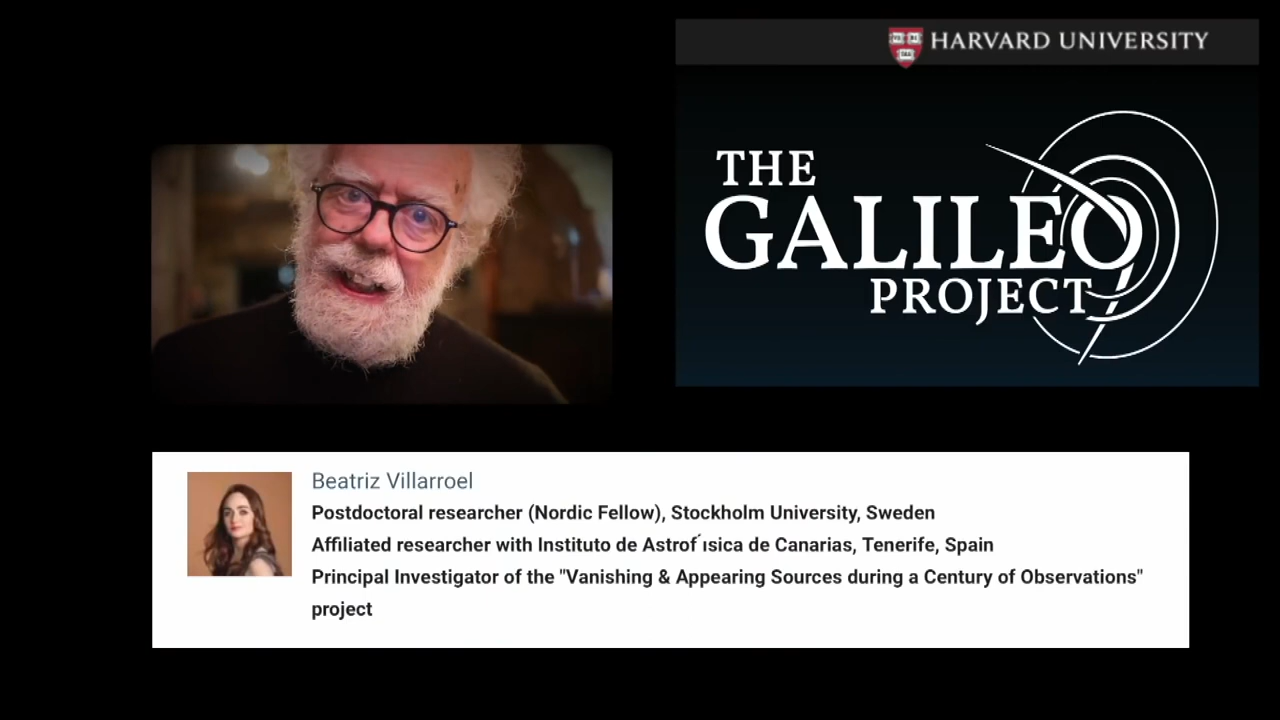 HARVARD UNIVERSITY
THE
GALILEO
PROJECT
Beatriz Villarroel
Postdoctoral researcher (Nordic Fellow), Stockholm University, Sweden
Affiliated researcher with Instituto de Astrof´ısica de Canarias, Tenerife, Spain
Principal Investigator of the "Vanishing & Appearing Sources during a Century of Observations"
project